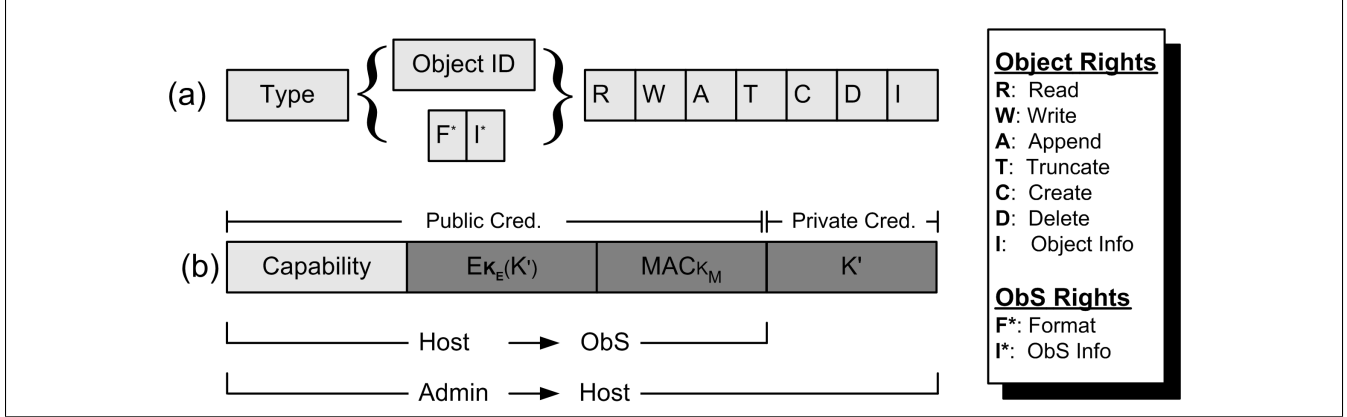 (a)
Type
Object ID
F* I*
R W A T C D I
Public Cred.
Private Cred.
(b)
Capability
EKE(K')
MACKM
K'
Host → ObS
Admin → Host
Object Rights
R: Read
W: Write
A: Append
T: Truncate
C: Create
D: Delete
I: Object Info
ObS Rights
F*: Format
I*: ObS Info